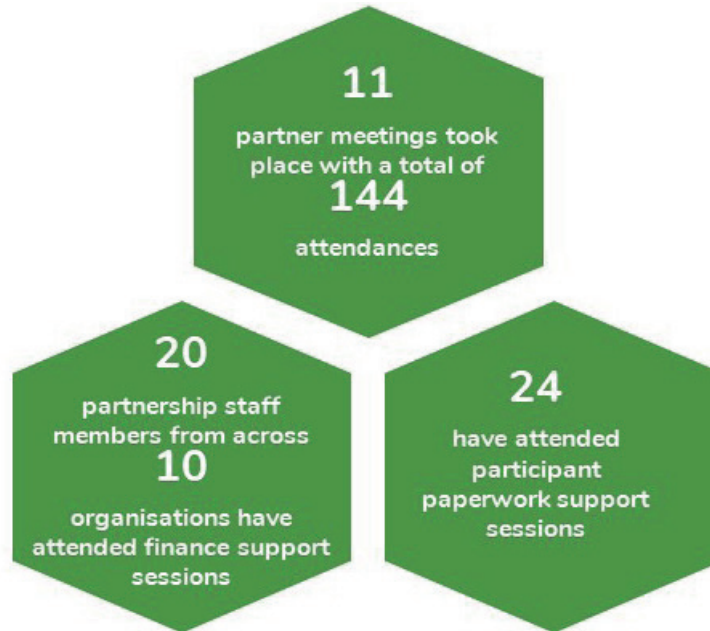 11
partner meetings took
place with a total of
144
attendances
20
partnership staff
members from across
10
organisations have
attended finance support
sessions
24
have attended
participant
paperwork support
sessions